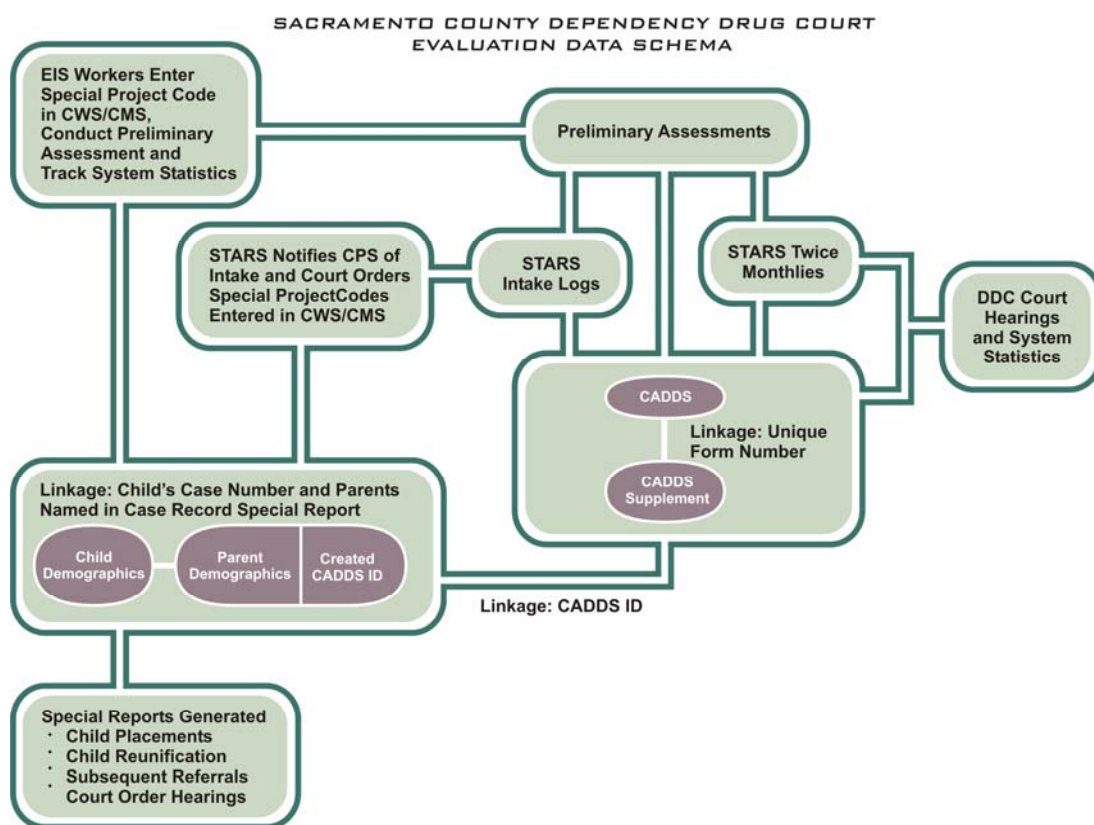 SACRAMENTO COUNTY DEPENDENCY DRUG COURT
EVALUATION DATA SCHEMA
EIS Workers Enter
Special Project Code
in CWS/CMS,
Conduct Preliminary
Assessment and
Track System Statistics
Preliminary Assessments
STARS Notifies CPS of
Intake and Court Orders
Special ProjectCodes
Entered in CWS/CMS
STARS
Intake Logs
STARS Twice
Monthlies
DDC Court
Hearings
and System
Statistics
CADDS
Linkage: Unique
Form Number
CADDS
Supplement
Linkage: Child's Case Number and Parents
Named in Case Record Special Report
Child
Demographics
Parent
Demographics
Created
CADDS ID
Linkage: CADDS ID
Special Reports Generated
· Child Placements
· Child Reunification
· Subsequent Referrals
· Court Order Hearings